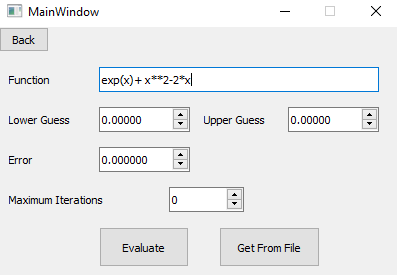 MainWindow
Back
Function exp(x)+ x**2-2*x
Lower Guess 0.00000 Upper Guess 0.00000
Error 0.000000
Maximum Iterations 0
Evaluate Get From File